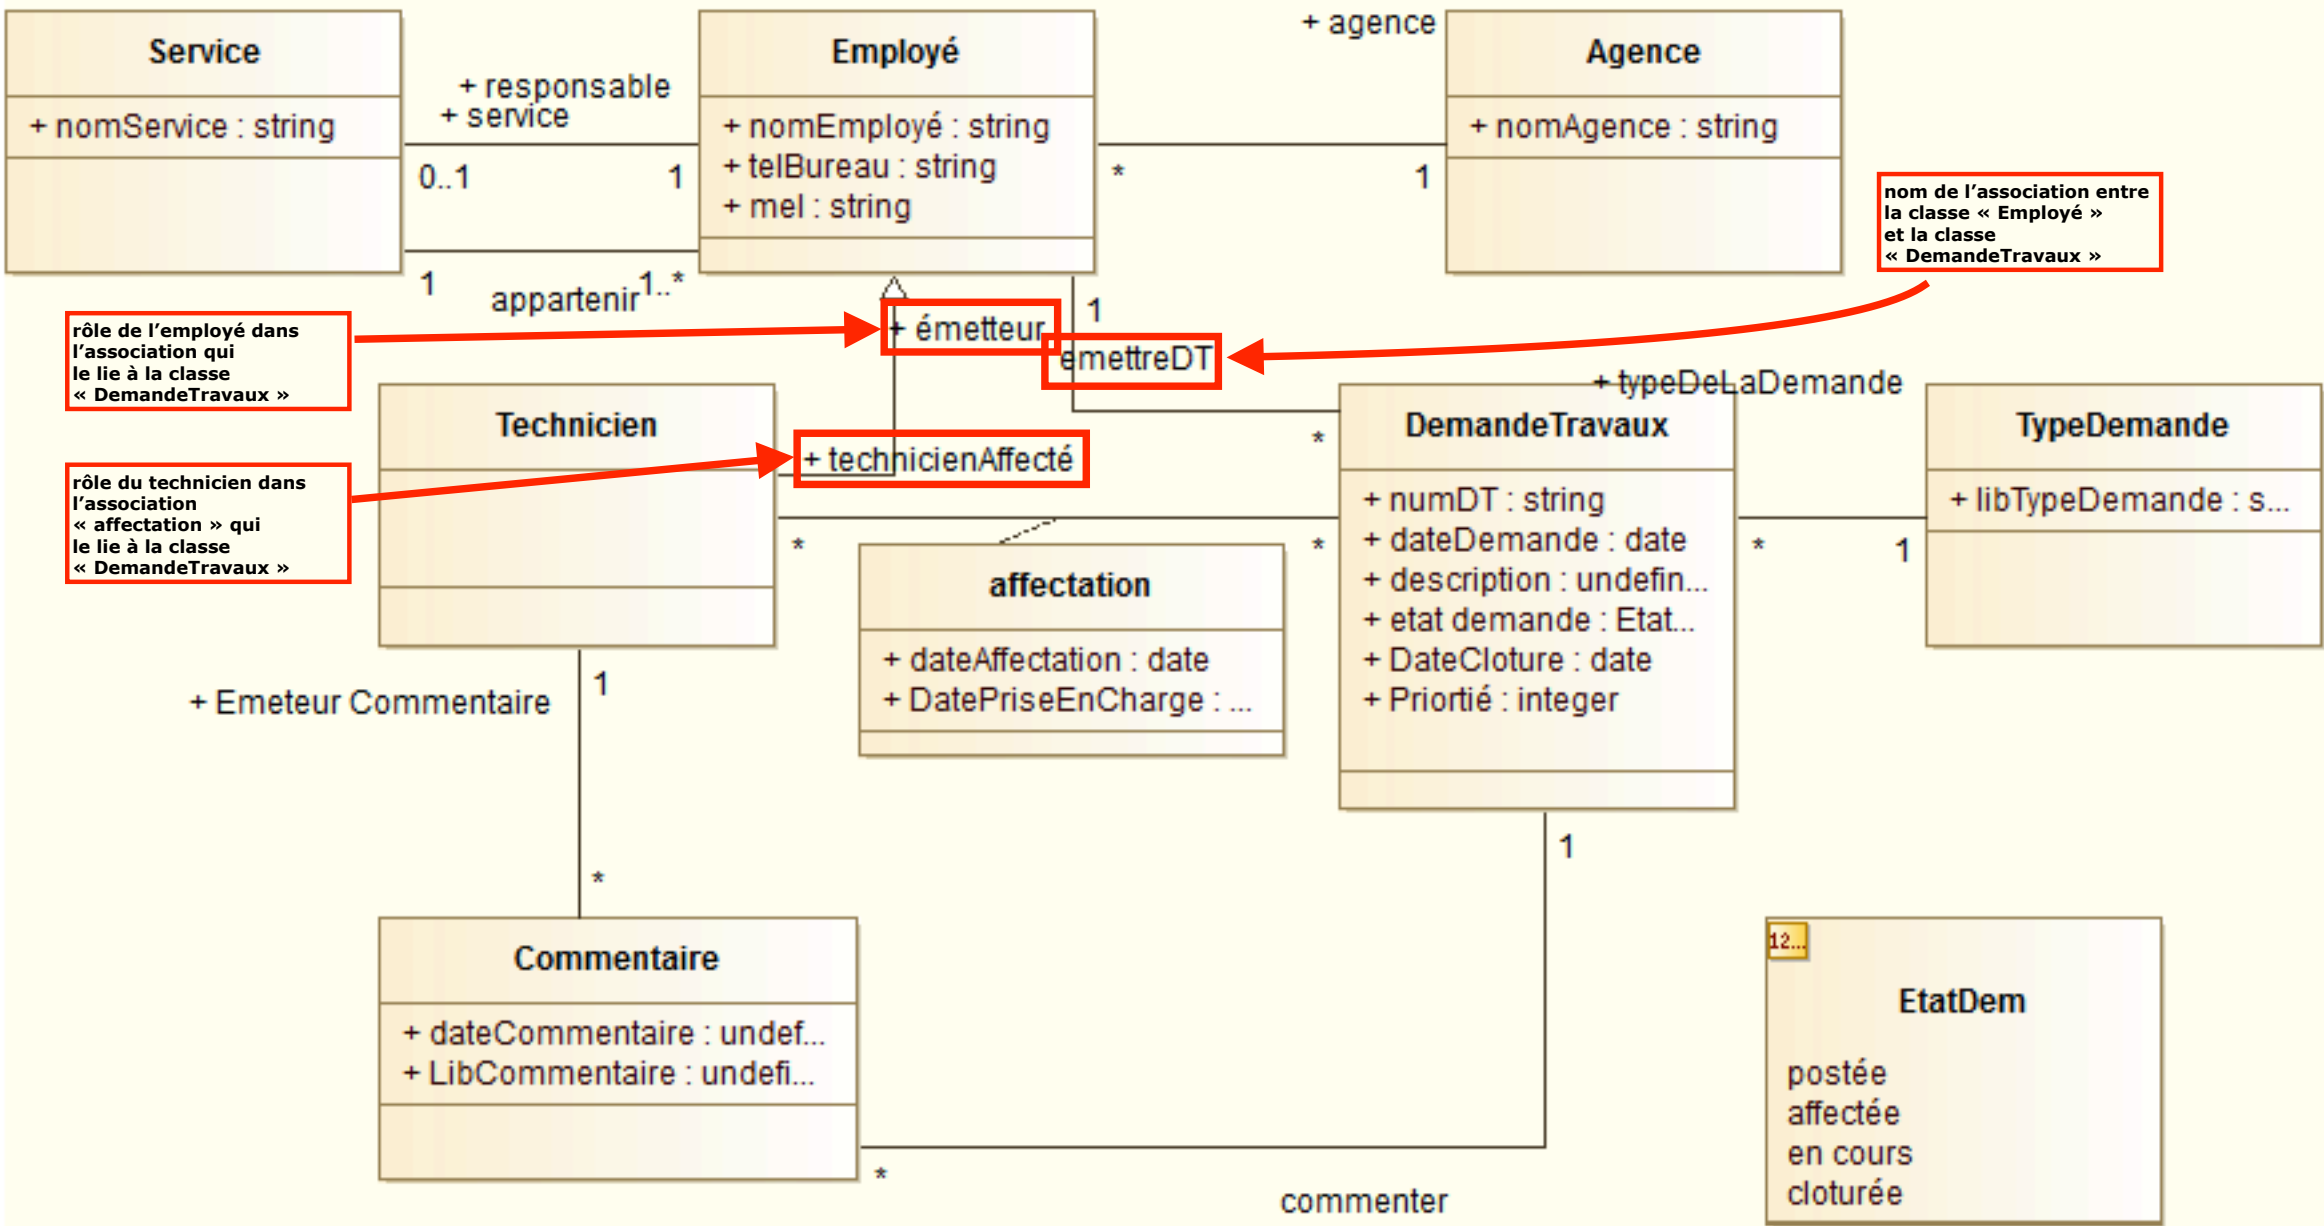 Service
+ nomService : string
+ responsable
+ service
0..1
1
1
appartenir
1..*
Employé
+ nomEmployé : string
+ telBureau : string
+ mel : string
+ agence
*
1
Agence
+ nomAgence : string
nom de l’association entre
la classe « Employé »
et la classe
« DemandeTravaux »
rôle de l’employé dans
l’association qui
le lie à la classe
« DemandeTravaux »
+ émetteur
1
emettreDT
*
rôle du technicien dans
l’association
« affectation » qui
le lie à la classe
« DemandeTravaux »
Technicien
+ technicienAffecté
*
*
affectation
+ dateAffectation : date
+ DatePriseEnCharge : ...
DemandeTravaux
+ numDT : string
+ dateDemande : date
+ description : undefin...
+ etat demande : Etat...
+ DateCloture : date
+ Priortié : integer
+ typeDeLaDemande
*
1
TypeDemande
+ libTypeDemande : s...
+ Emeteur Commentaire
1
*
Commentaire
+ dateCommentaire : undef...
+ LibCommentaire : undefi...
1
*
commenter
12...
EtatDem
postée
affectée
en cours
cloturée